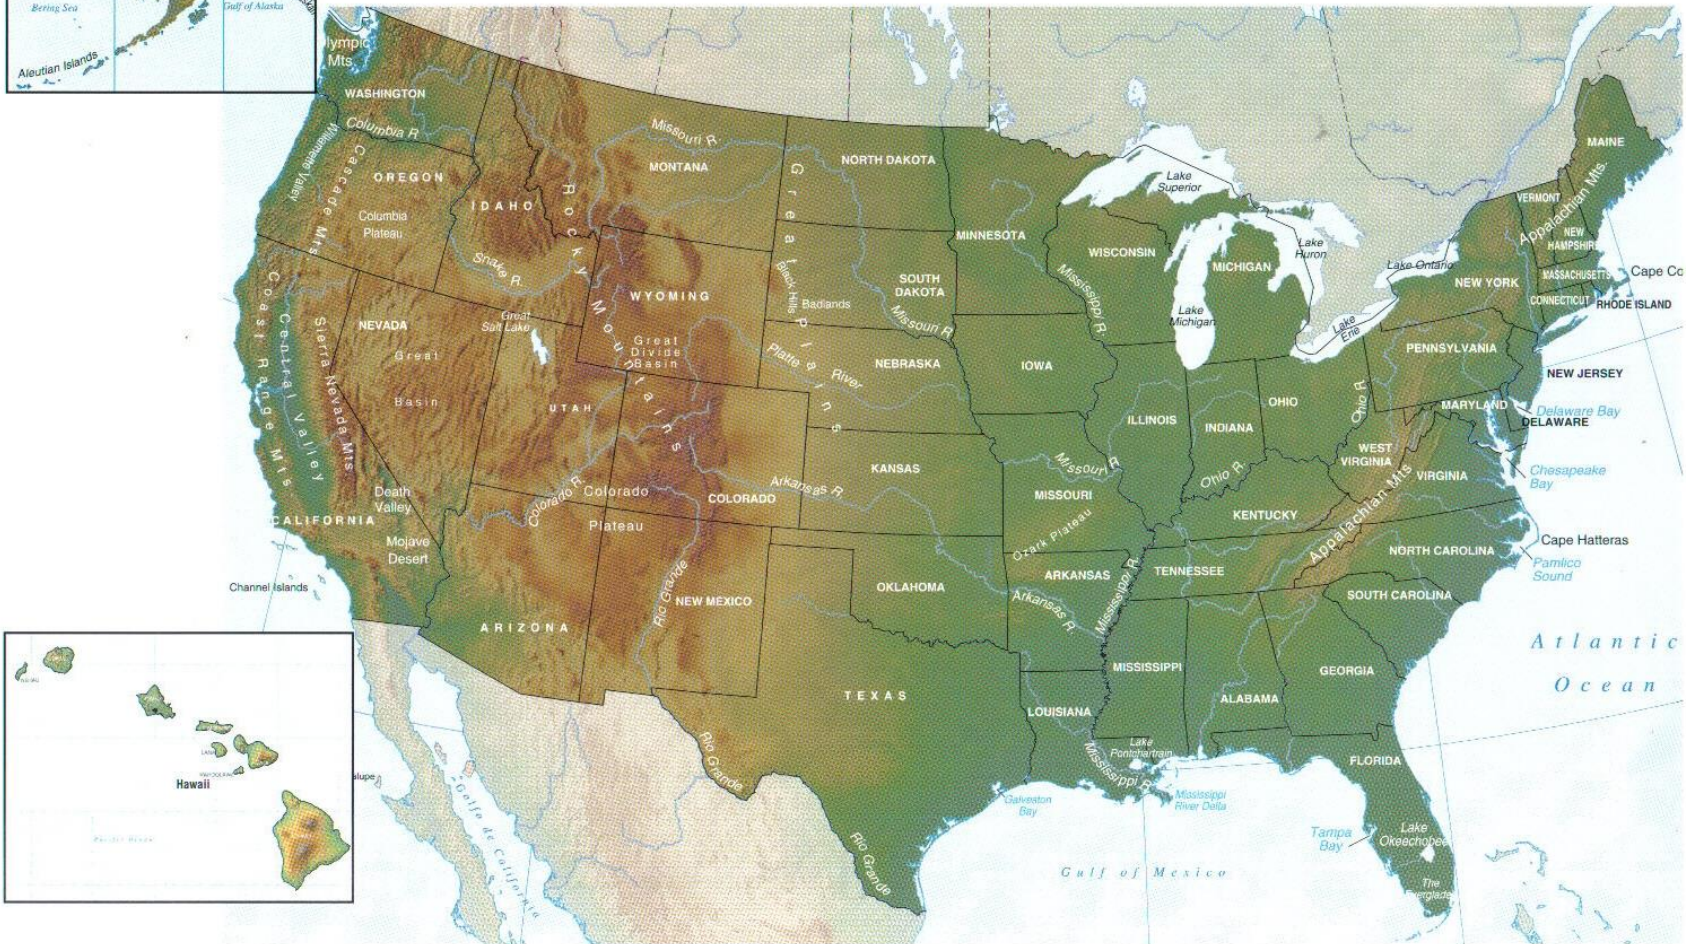 Bering Sea
Gulf of Alaska
Aleutian Islands
lympic
Mts
WASHINGTON
Columbia R
Willamette Valley
Cascade Mts
OREGON
Columbia
Plateau
IDAHO
Snake R.
Rocky Mountains
Missouri R.
MONTANA
WYOMING
Great
Divide
Basin
Great Plains
Black Hills
Badlands
NORTH DAKOTA
SOUTH
DAKOTA
Missouri R
NEBRASKA
Platte River
MINNESOTA
WISCONSIN
Mississippi R.
IOWA
Lake
Superior
Lake
Michigan
MICHIGAN
Lake
Huron
Lake
Erie
Lake Ontario
NEW YORK
MAINE
VERMONT
Appalachian Mts.
NEW
HAMPSHIRE
MASSACHUSETTS
Cape Co
CONNECTICUT
RHODE ISLAND
PENNSYLVANIA
NEW JERSEY
MARYLAND
Delaware Bay
DELAWARE
Chesapeake
Bay
Coast Range Mts.
Central Valley
Sierra Nevada Mts.
NEVADA
Great
Basin
Great
Salt Lake
UTAH
Death
Valley
CALIFORNIA
Mojave
Desert
Channel Islands
Colorado R.
Colorado
Plateau
COLORADO
Arkansas R.
KANSAS
Missouri R.
MISSOURI
Ozark Plateau
ILLINOIS
INDIANA
OHIO
Ohio R.
Ohio R.
WEST
VIRGINIA
VIRGINIA
KENTUCKY
Appalachian Mts
TENNESSEE
NORTH CAROLINA
Cape Hatteras
Pamlico
Sound
SOUTH CAROLINA
ARIZONA
NEW MEXICO
Rio Grande
OKLAHOMA
ARKANSAS
Arkansas R.
Mississippi R.
MISSISSIPPI
ALABAMA
GEORGIA
Atlantic
Ocean
TEXAS
LOUISIANA
Lake
Pontchartrain
Mississippi R.
Mississippi
River Delta
Galveston
Bay
FLORIDA
Tampa
Bay
Lake
Okeechobee
The
Everglades
Rio Grande
Rio Grande
Gulf of Mexico
Golfo de California
alupe
Hawaii
Pacific Ocean